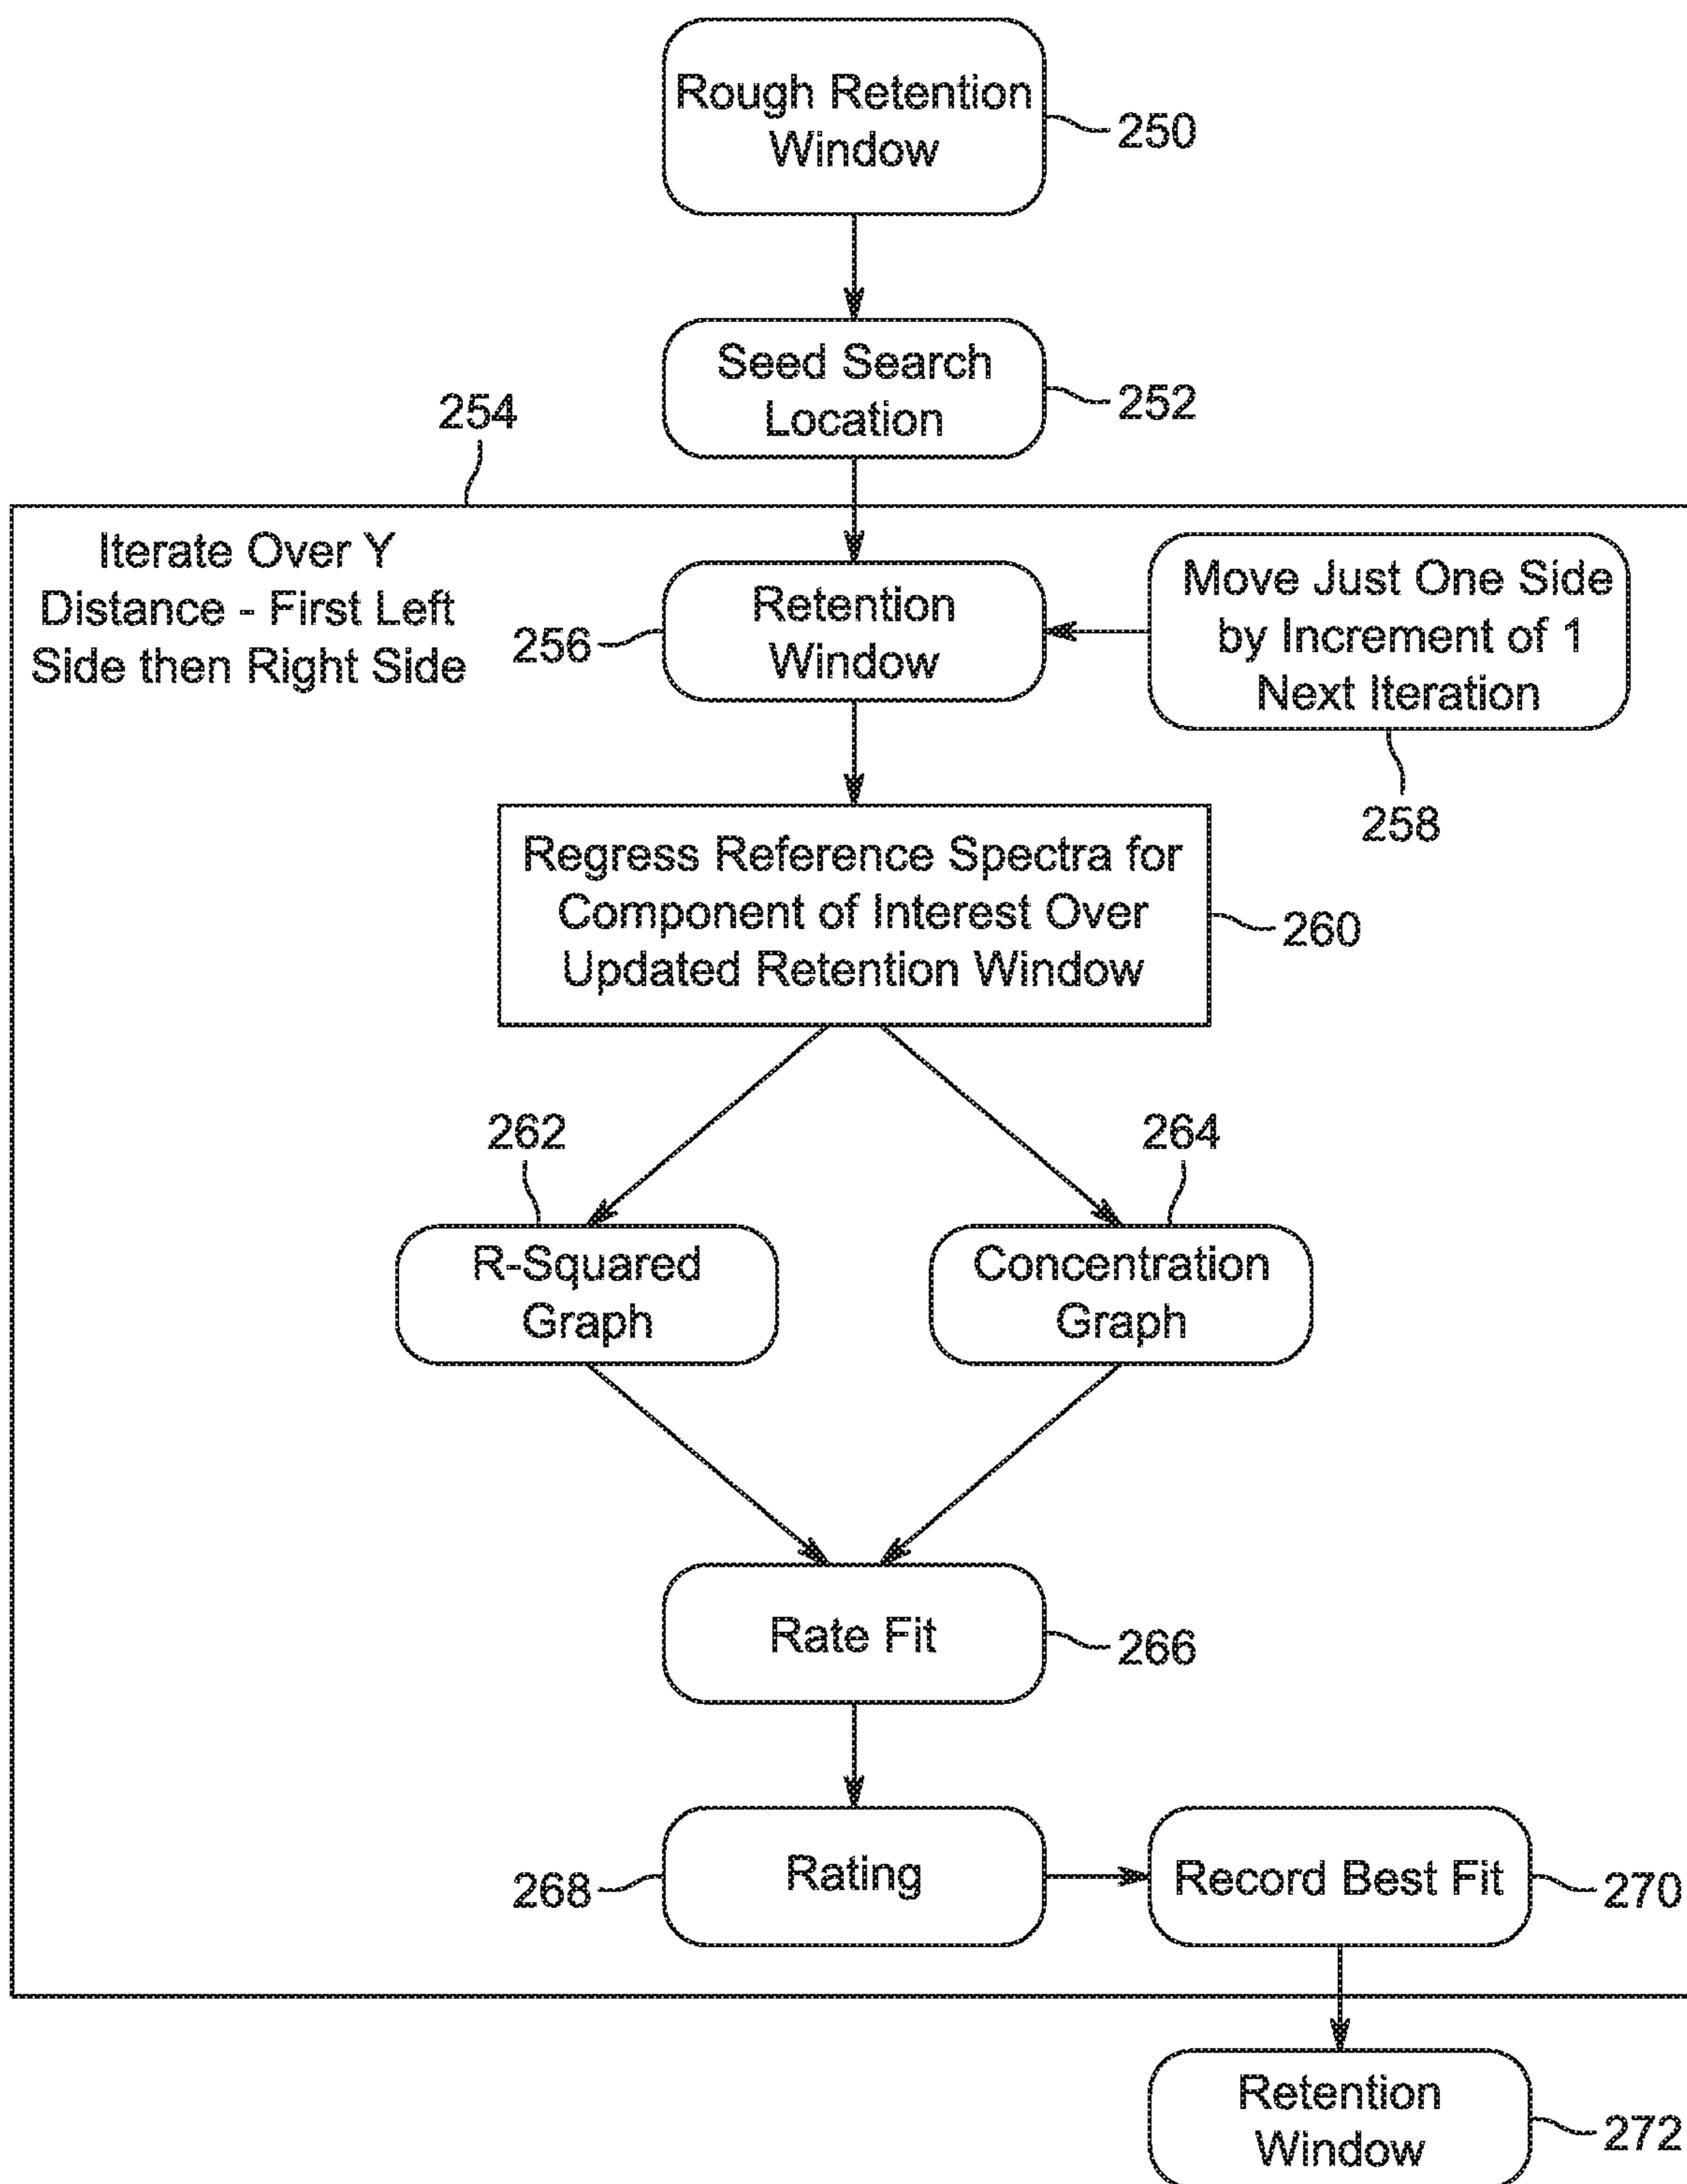 Rough Retention
Window
250
Seed Search
Location
252
254
Iterate Over Y
Distance - First Left
Side then Right Side
Retention
Window
256
Move Just One Side
by Increment of 1
Next Iteration
258
Regress Reference Spectra for
Component of Interest Over
Updated Retention Window
260
262
264
R-Squared
Graph
Concentration
Graph
Rate Fit
266
Rating
268
Record Best Fit
270
Retention
Window
272